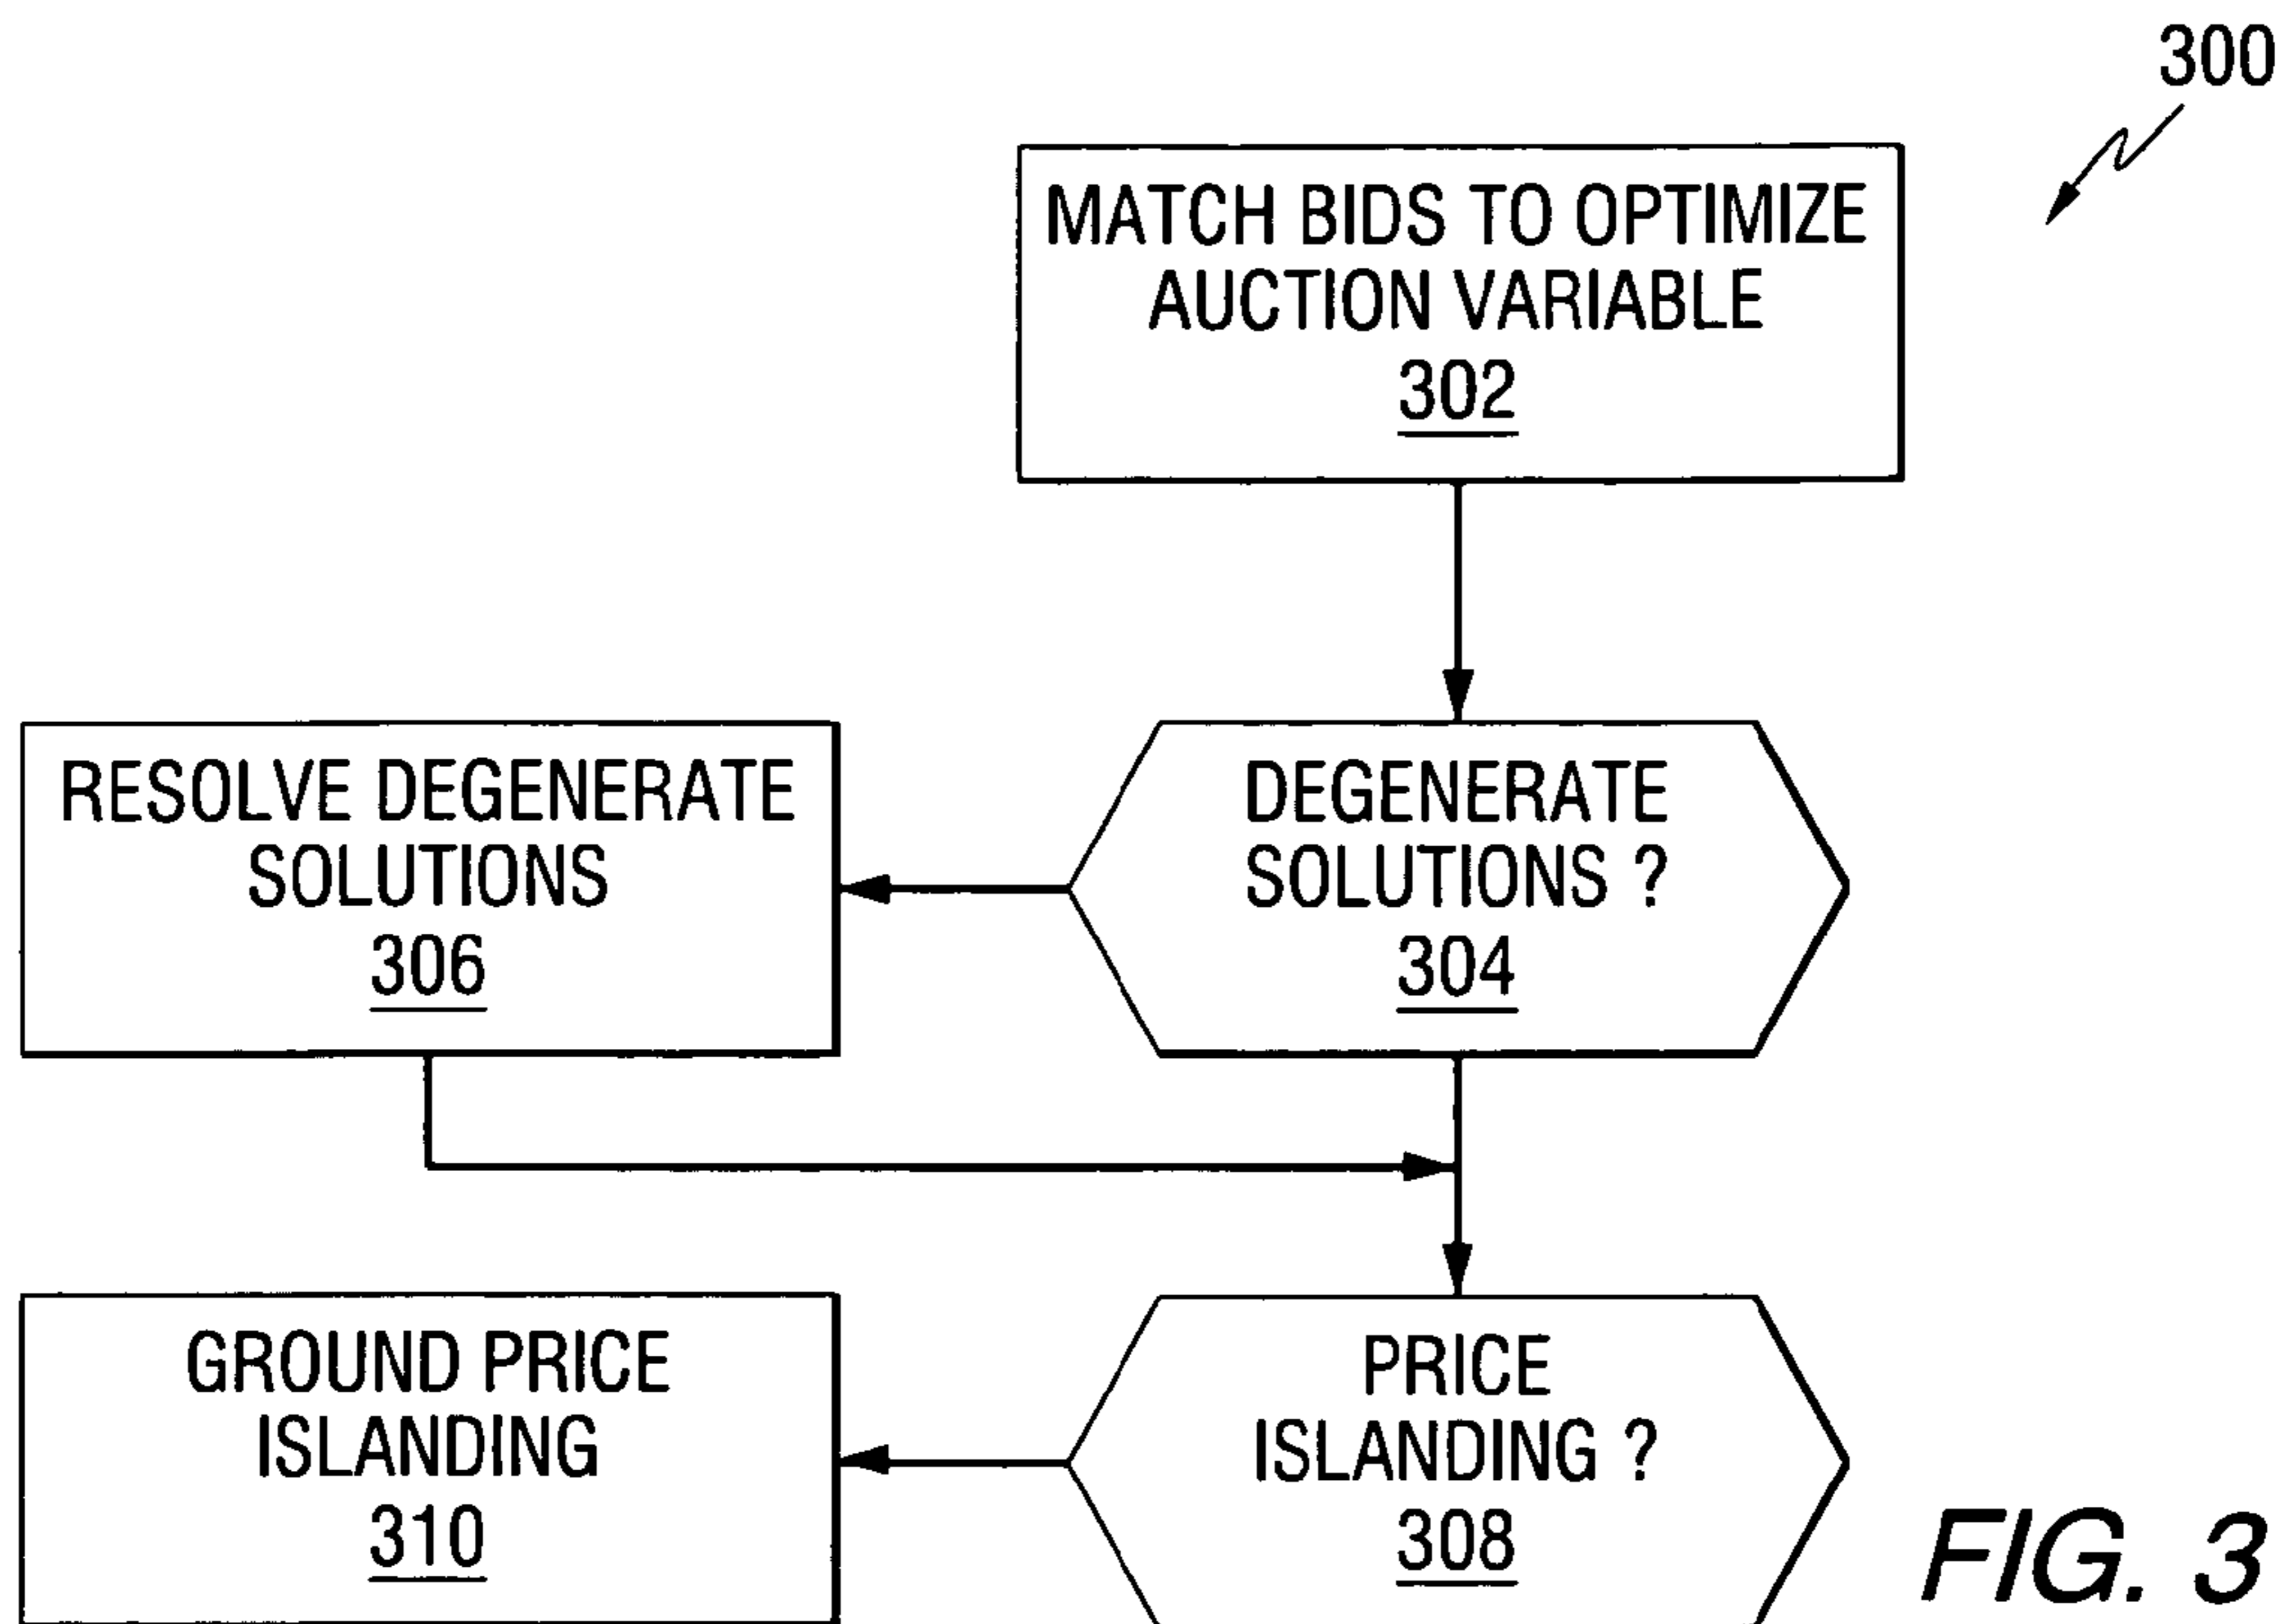 300
MATCH BIDS TO OPTIMIZE
AUCTION VARIABLE
302
DEGENERATE
SOLUTIONS ?
304
RESOLVE DEGENERATE
SOLUTIONS
306
PRICE
ISLANDING ?
308
GROUND PRICE
ISLANDING
310
FIG. 3